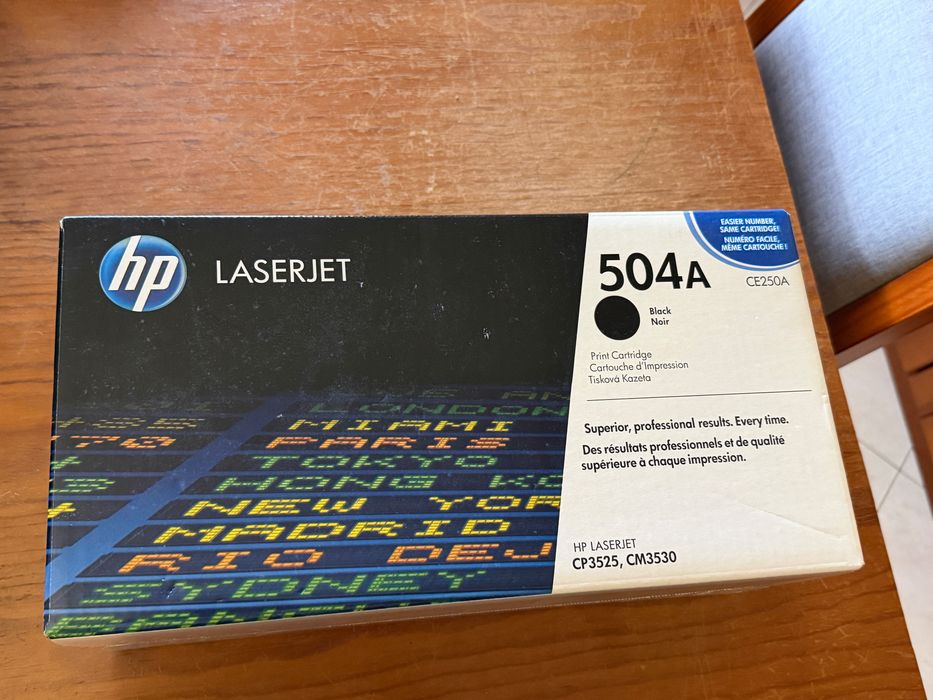 hp
LASERJET
EASIER NUMBER,
SAME CARTRIDGE!
NUMÉRO FACILE,
MÊME CARTOUCHE !
504A
CE250A
Black
Noir
Print Cartridge
Cartouche d'Impression
Tisková Kazeta
Superior, professional results. Every time.
Des résultats professionnels et de qualité
supérieure à chaque impression.
HP LASERJET
CP3525, CM3530
LONDON
MIAMI
PARIS
TOKYO
HONG KO
NEW YOR
MADRID
RIO DEJ
SYDNEY